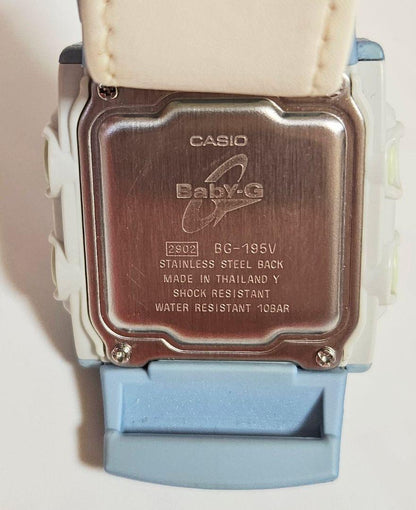 CASIO
BabY-G
2902 BG-195V
STAINLESS STEEL BACK
MADE IN THAILAND Y
SHOCK RESISTANT
WATER RESISTANT 10BAR